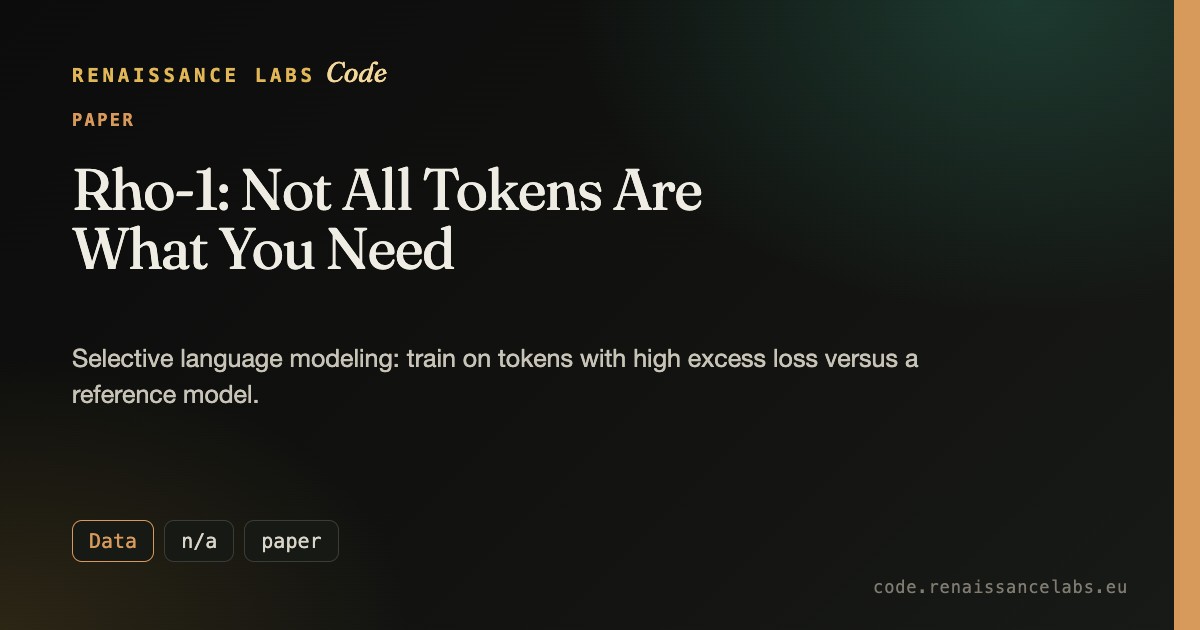 RENAISSANCE LABS Code
PAPER
Rho-1: Not All Tokens Are
What You Need
Selective language modeling: train on tokens with high excess loss versus a
reference model.
Data n/a paper
code.renaissancelabs.eu